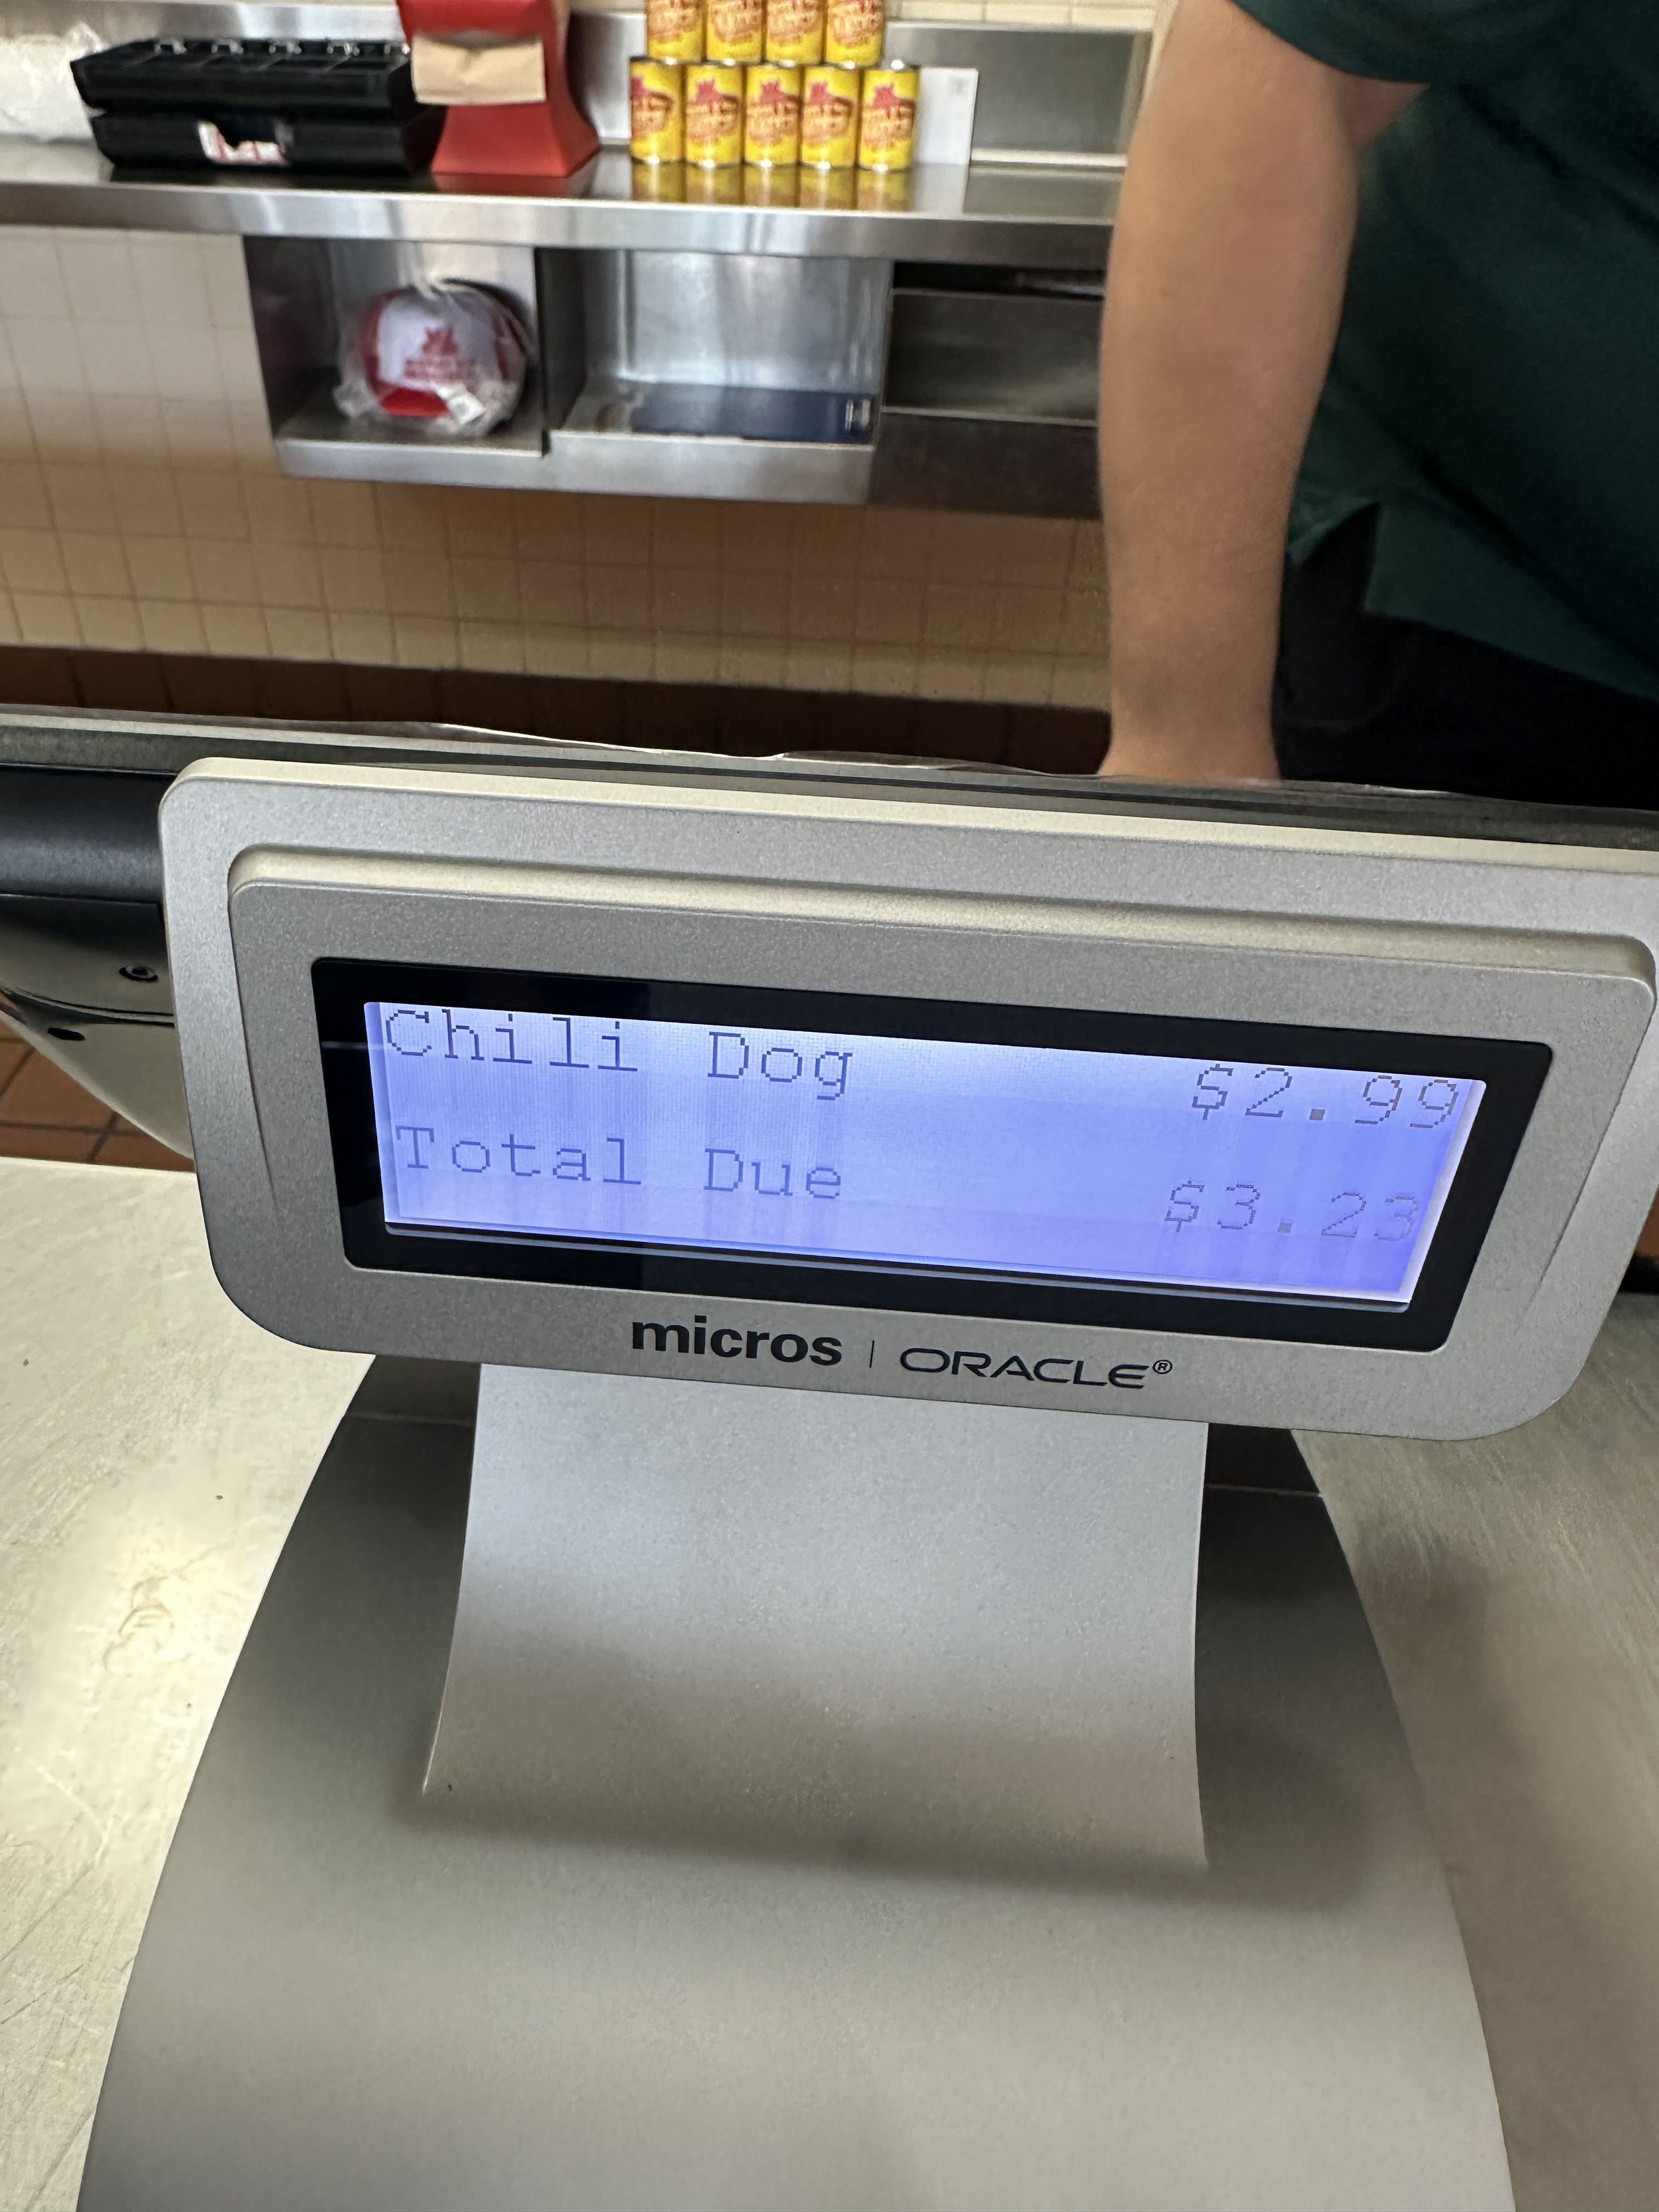 Chili Dog $2.99
Total Due $3.23
micros | ORACLE®